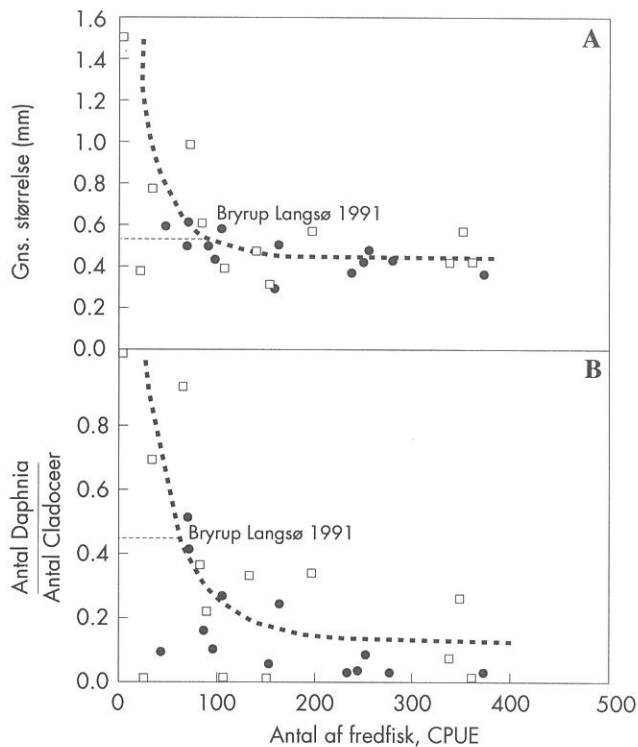 A
Gns. størrelse (mm)
1.6
1.4
1.2
1.0
0.8
0.6
0.4
0.2
0.0
Bryrup Langsø 1991
B
Antal Daphnia
Antal Cladoceer
0.8
0.6
0.4
0.2
0.0
Bryrup Langsø 1991
0
100
200
300
400
500
Antal af fredfisk, CPUE